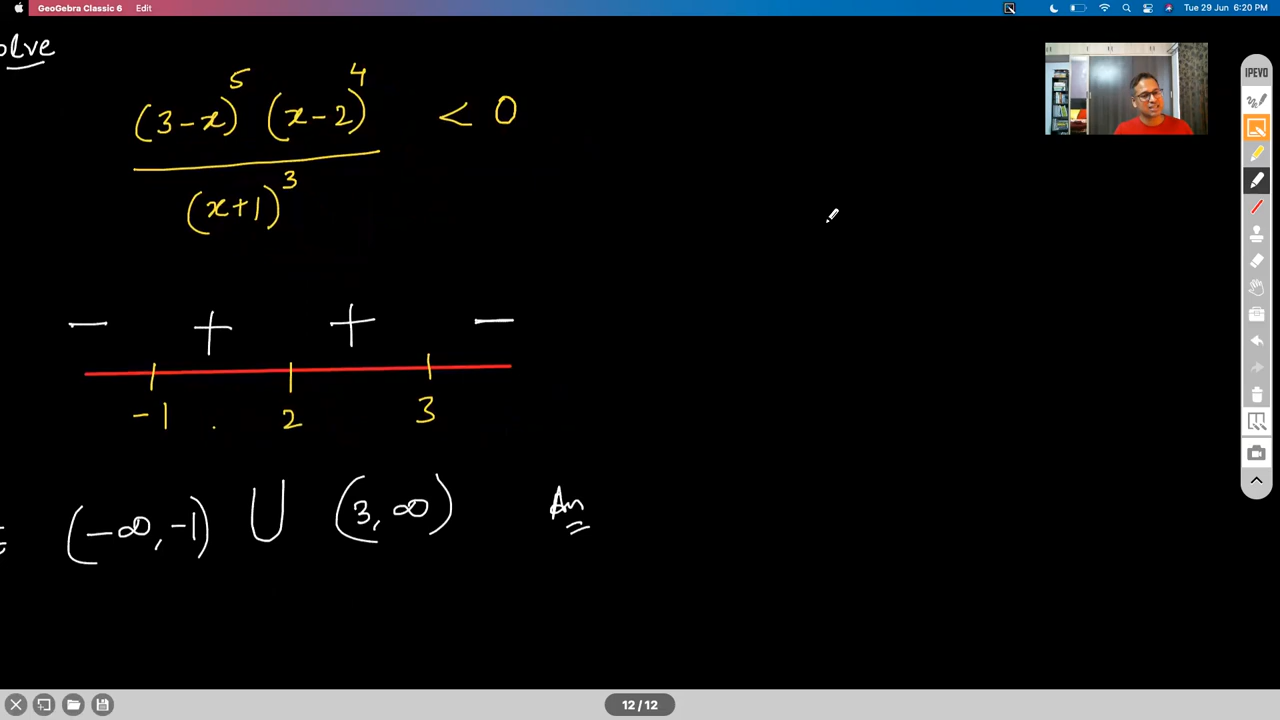 GeoGebra Classic 6 Edit Tue 29 Jun 6:20 PM
IPEVO
olve
(3-x)^5 (x-2)^4 / (x+1)^3 < 0
- + + -
-1 2 3
(-∞, -1) ∪ (3, ∞) An
12 / 12